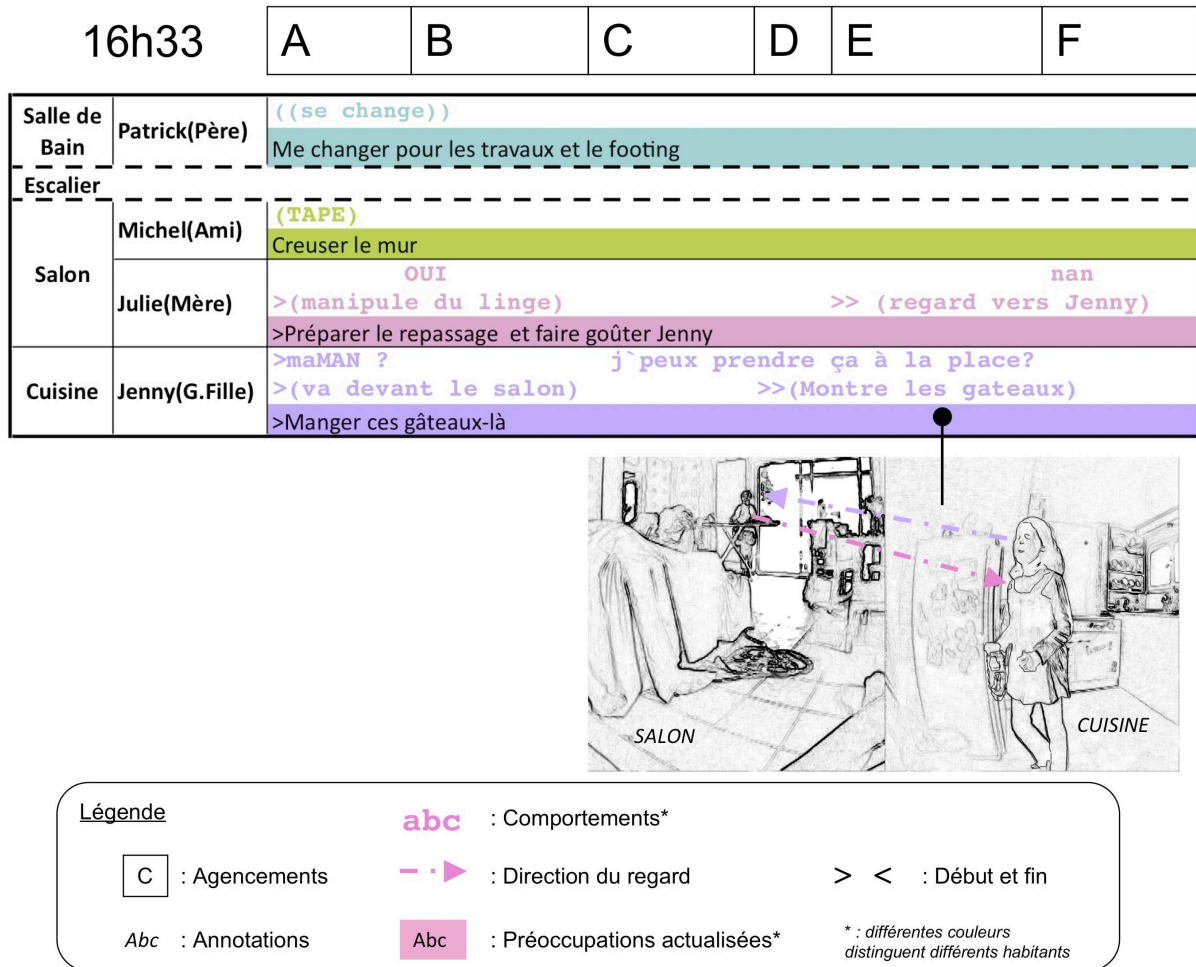 16h33 A B C D E F
((se change))
Salle de Bain Patrick(Père)
Me changer pour les travaux et le footing
Escalier
(TAPE)
Michel(Ami)
Creuser le mur
Salon
OUI nan
Julie(Mère) >(manipule du linge) >> (regard vers Jenny)
>Préparer le repassage et faire goûter Jenny
>maMAN ? j`peux prendre ça à la place?
Cuisine Jenny(G.Fille) >(va devant le salon) >>(Montre les gateaux)
>Manger ces gâteaux-là
SALON CUISINE
Légende
abc : Comportements*
C : Agencements : Direction du regard > < : Début et fin
Abc : Annotations Abc : Préoccupations actualisées* * : différentes couleurs
distinguent différents habitants